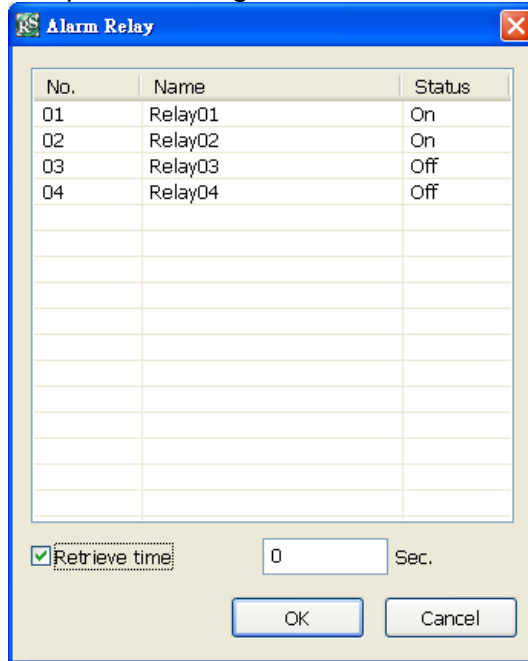 Alarm Relay
No. Name Status
01 Relay01 On
02 Relay02 On
03 Relay03 Off
04 Relay04 Off
Retrieve time 0 Sec.
OK Cancel